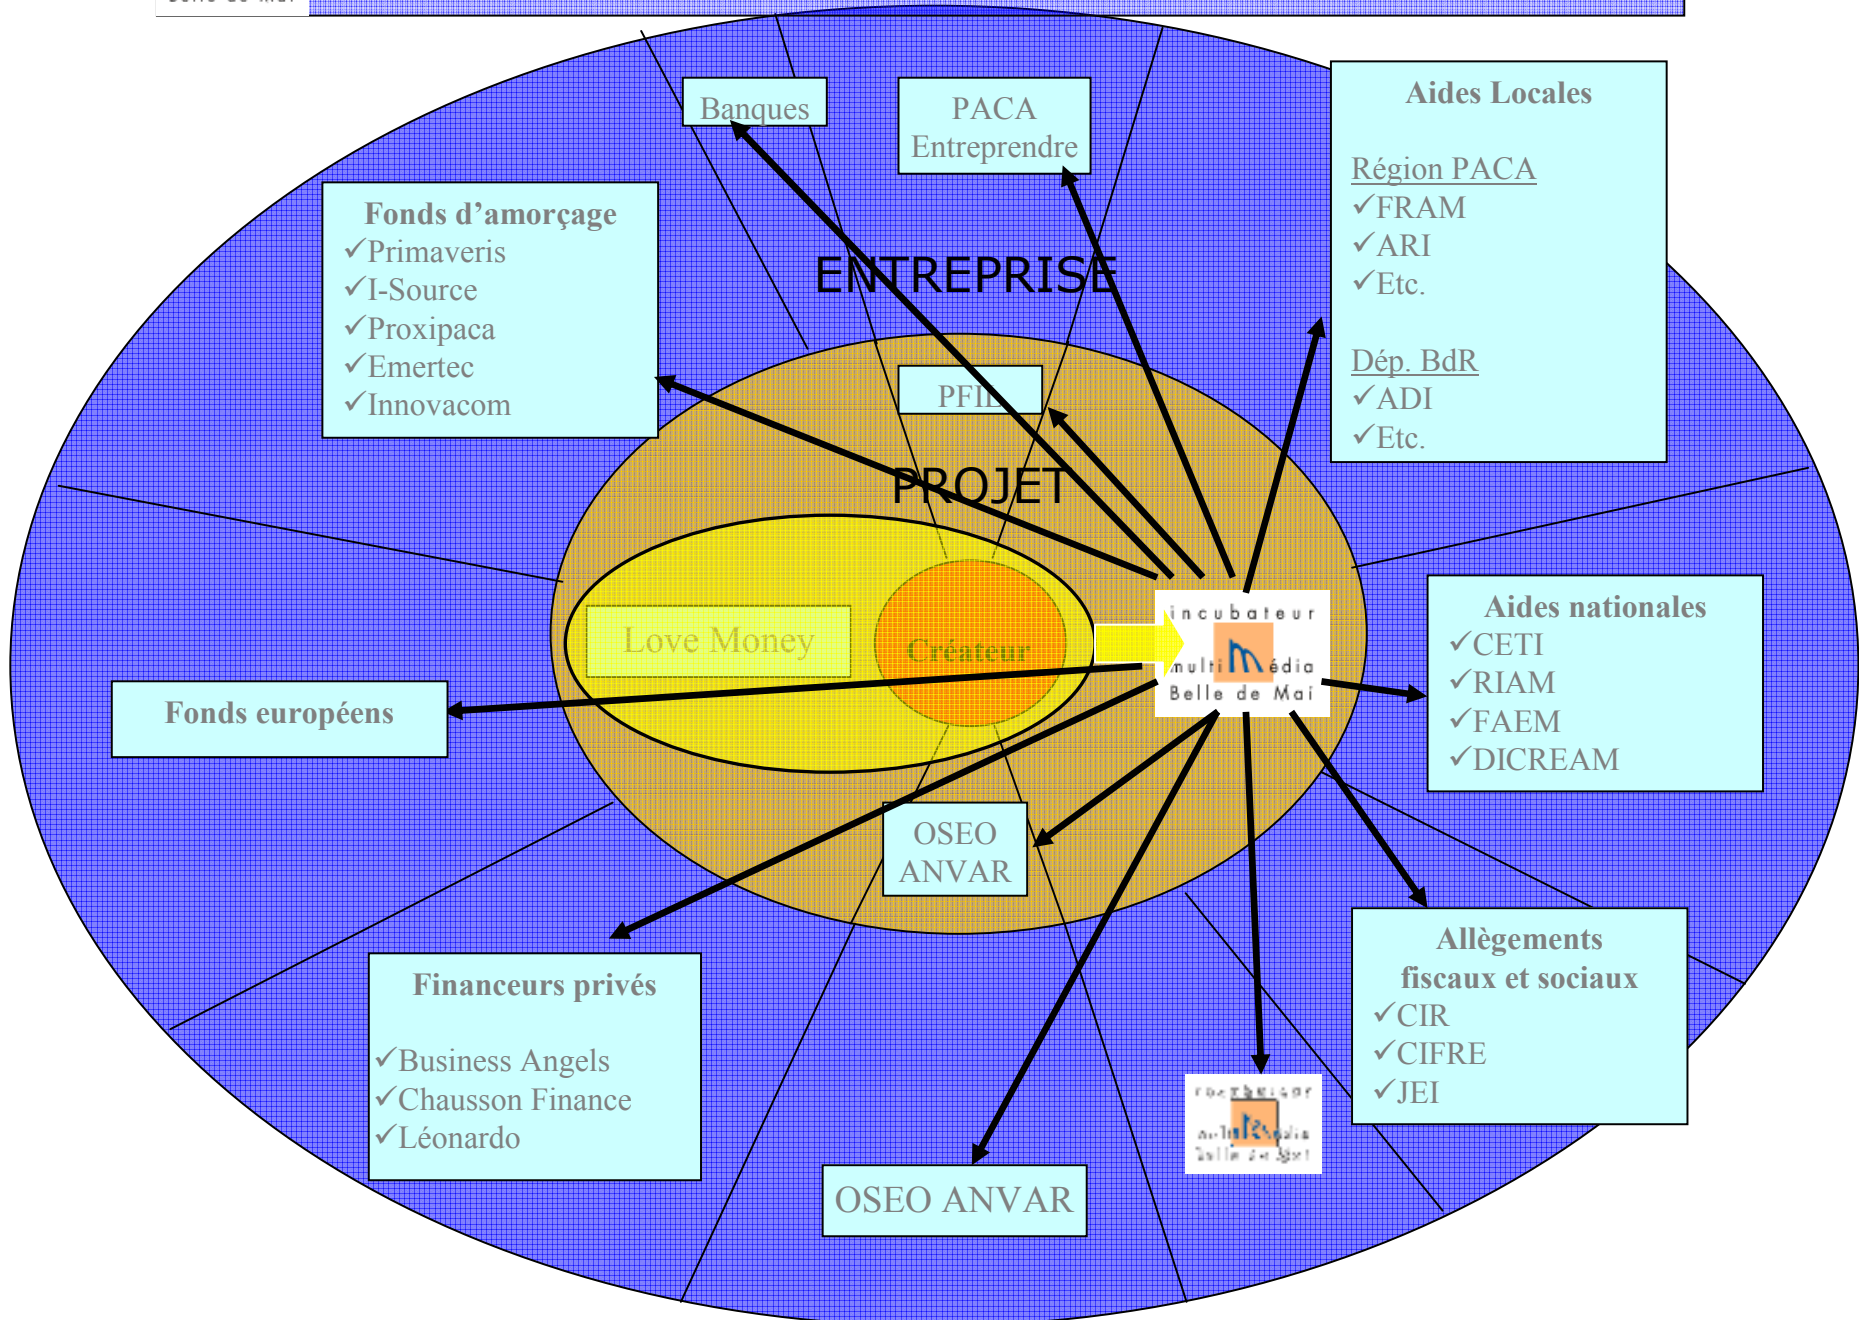 Banques
PACA
Entreprendre
Aides Locales
Région PACA
✓FRAM
✓ARI
✓Etc.
Dép. BdR
✓ADI
✓Etc.
Fonds d'amorçage
✓Primaveris
✓I-Source
✓Proxipaca
✓Emertec
✓Innovacom
ENTREPRISE
PFIL
PROJET
Love Money
Créateur
incubateur
multimédia
Belle de Mai
Aides nationales
✓CETI
✓RIAM
✓FAEM
✓DICREAM
Fonds européens
OSEO
ANVAR
Allègements
fiscaux et sociaux
✓CIR
✓CIFRE
✓JEI
Financeurs privés
✓Business Angels
✓Chausson Finance
✓Léonardo
OSEO ANVAR